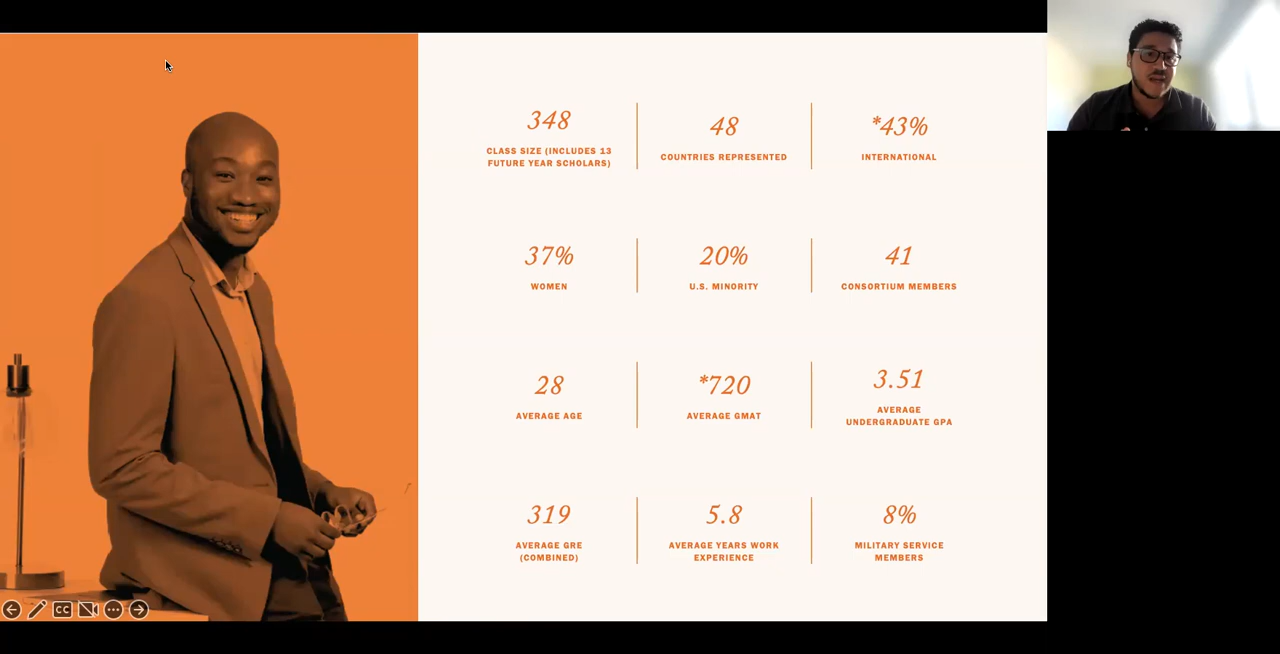 348
CLASS SIZE (INCLUDES 13
FUTURE YEAR SCHOLARS)
48
COUNTRIES REPRESENTED
*43%
INTERNATIONAL
37%
WOMEN
20%
U.S. MINORITY
41
CONSORTIUM MEMBERS
28
AVERAGE AGE
*720
AVERAGE GMAT
3.51
AVERAGE
UNDERGRADUATE GPA
319
AVERAGE GRE
(COMBINED)
5.8
AVERAGE YEARS WORK
EXPERIENCE
8%
MILITARY SERVICE
MEMBERS
CC